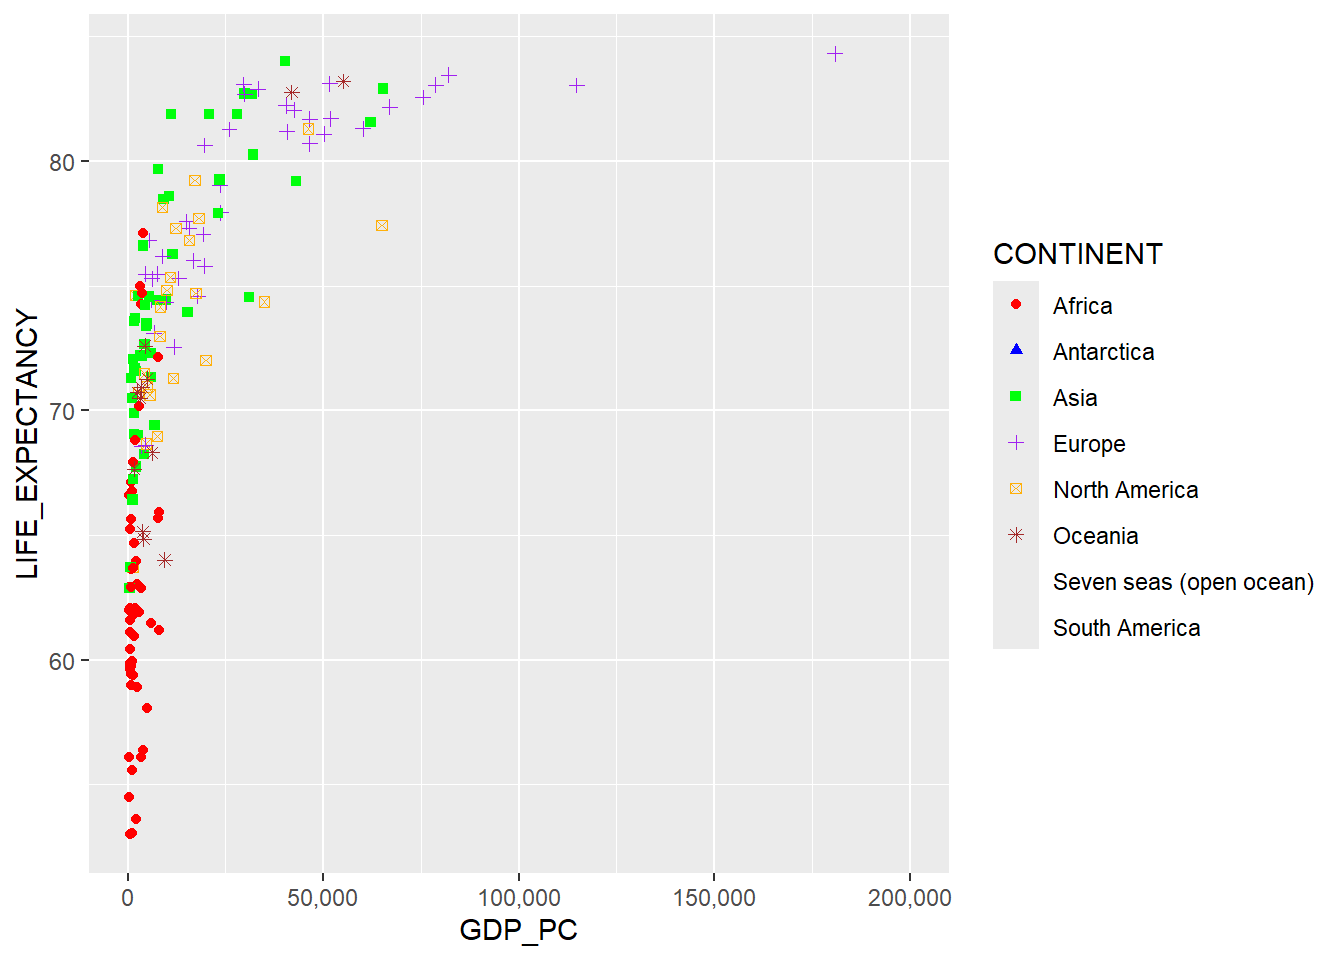 LIFE_EXPECTANCY
80
70
60
0
50,000
100,000
150,000
200,000
GDP_PC
CONTINENT
Africa
Antarctica
Asia
Europe
North America
Oceania
Seven seas (open ocean)
South America